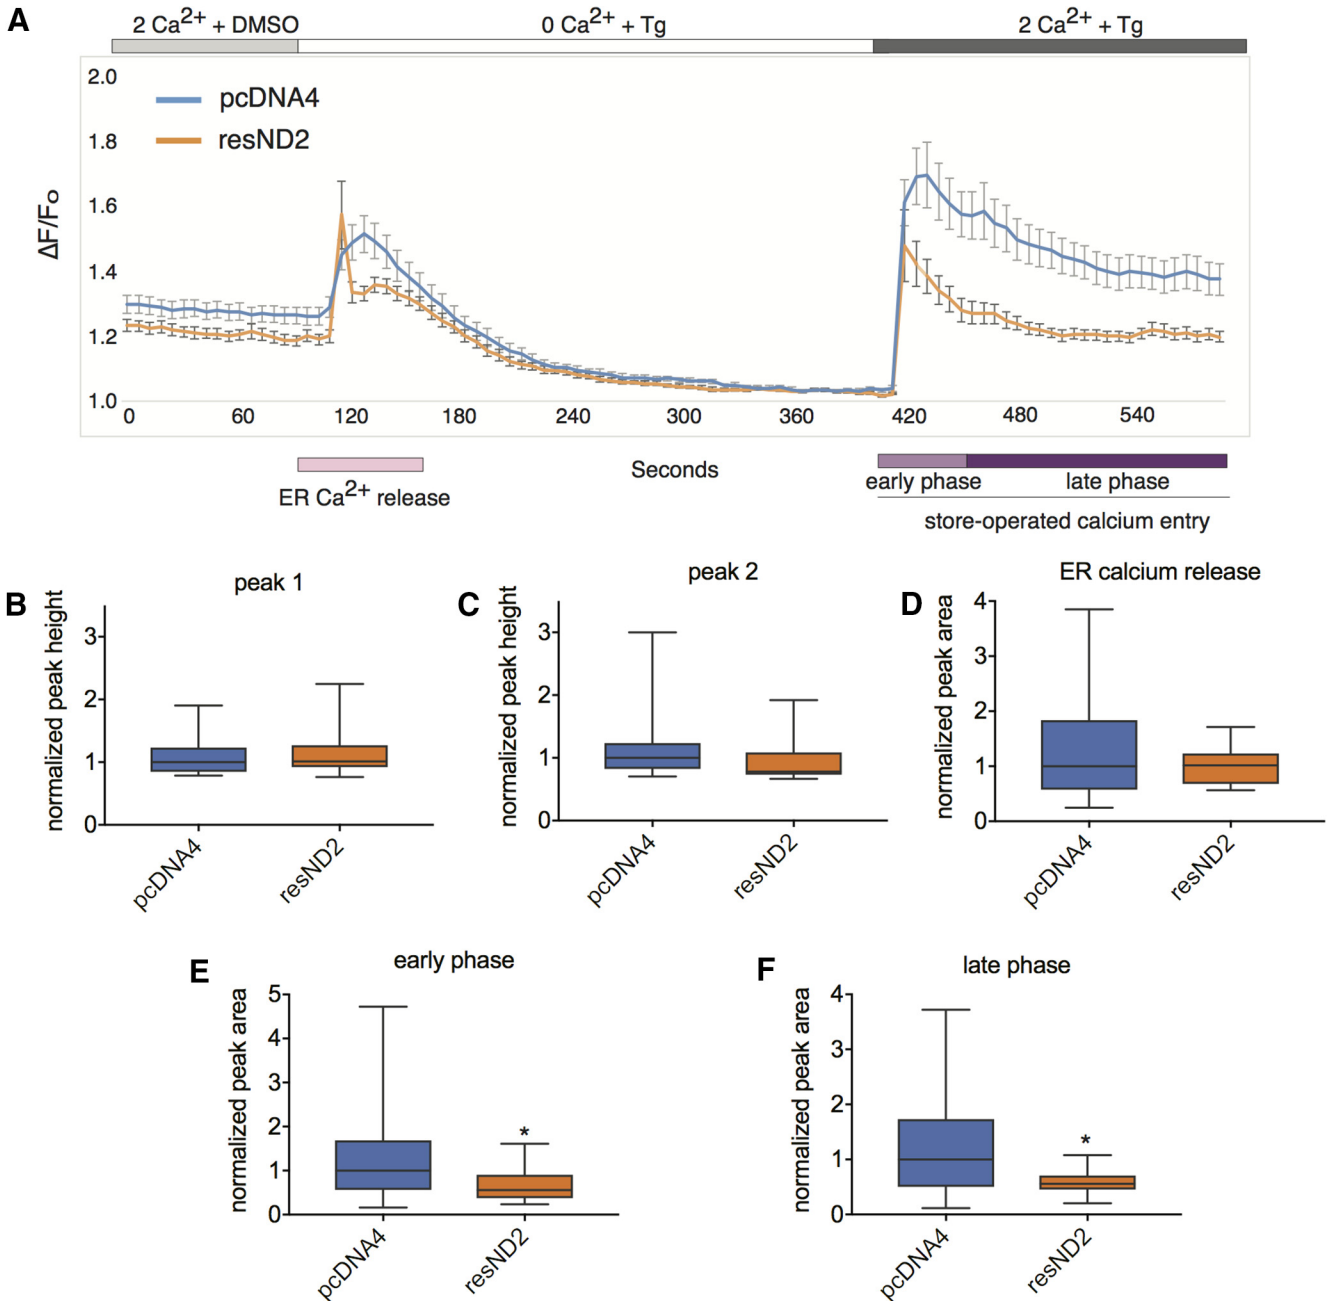 A
2 Ca2+ + DMSO 0 Ca2+ + Tg 2 Ca2+ + Tg
2.0
pcDNA4
1.8
resND2
1.6
ΔF/Fo
1.4
1.2
1.0
0 60 120 180 240 300 360 420 480 540
Seconds
ER Ca2+ release
early phase late phase
store-operated calcium entry
B
peak 1
normalized peak height
3
2
1
0
pcDNA4 resND2
C
peak 2
normalized peak height
3
2
1
0
pcDNA4 resND2
D
ER calcium release
normalized peak area
4
3
2
1
0
pcDNA4 resND2
E
early phase
normalized peak area
5
4
3
2
1
0
*
pcDNA4 resND2
F
late phase
normalized peak area
4
3
2
1
0
*
pcDNA4 resND2